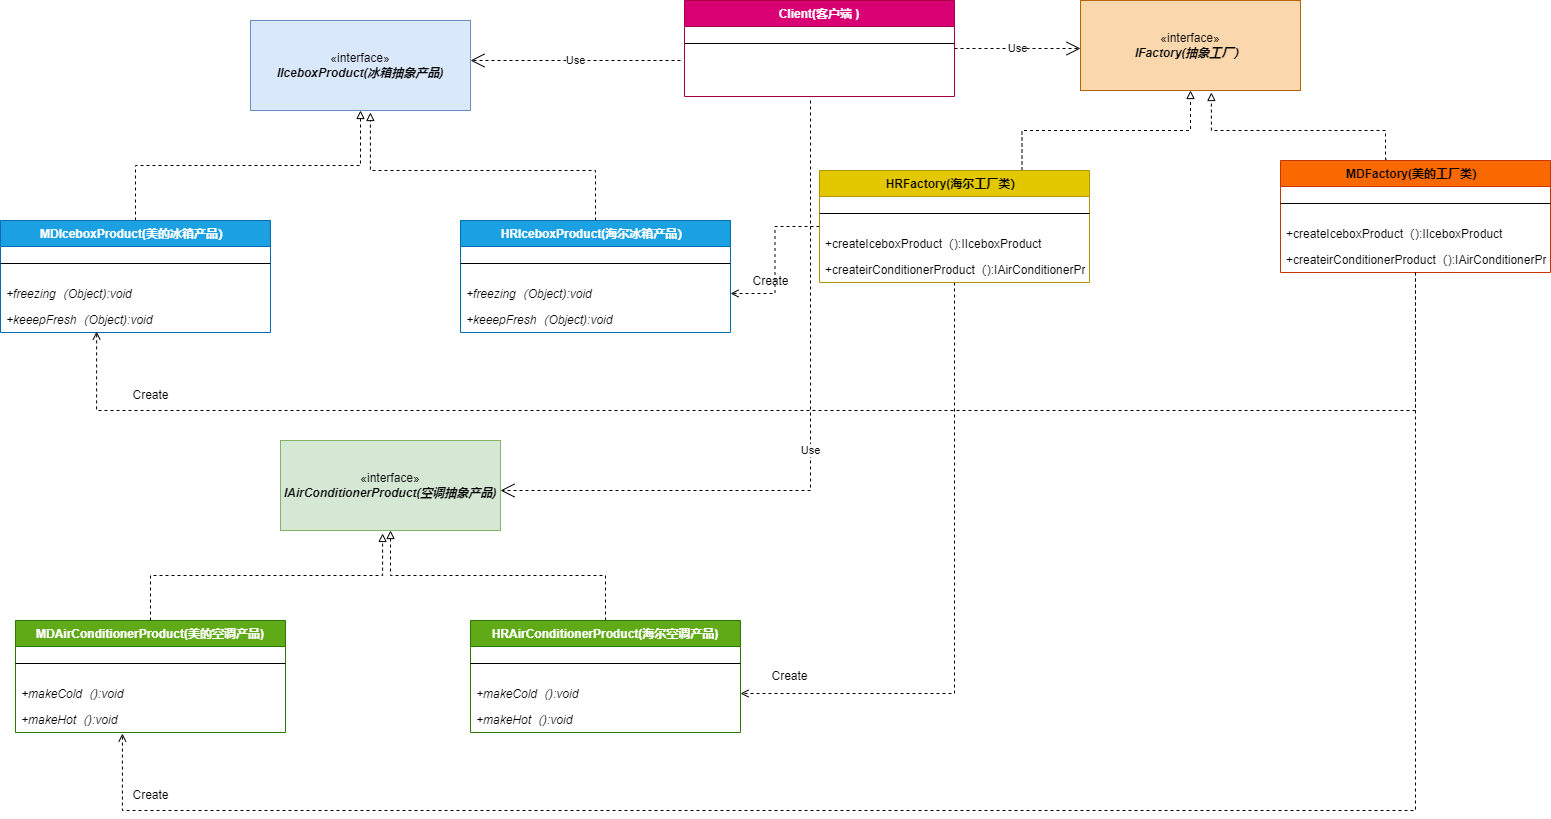 Client(客户端 )
«interface»
IIceboxProduct(冰箱抽象产品)
Use
Use
«interface»
IFactory(抽象工厂)
HRFactory(海尔工厂类)
+createIceboxProduct（):IIceboxProduct
+createirConditionerProduct（):IAirConditionerPr
MDFactory(美的工厂类)
+createIceboxProduct（):IIceboxProduct
+createirConditionerProduct（):IAirConditionerPr
MDIceboxProduct(美的冰箱产品)
+freezing（Object):void
+keeepFresh（Object):void
HRIceboxProduct(海尔冰箱产品)
+freezing（Object):void
+keeepFresh（Object):void
Create
Create
Use
«interface»
IAirConditionerProduct(空调抽象产品)
MDAirConditionerProduct(美的空调产品)
+makeCold（):void
+makeHot（):void
HRAirConditionerProduct(海尔空调产品)
+makeCold（):void
+makeHot（):void
Create
Create